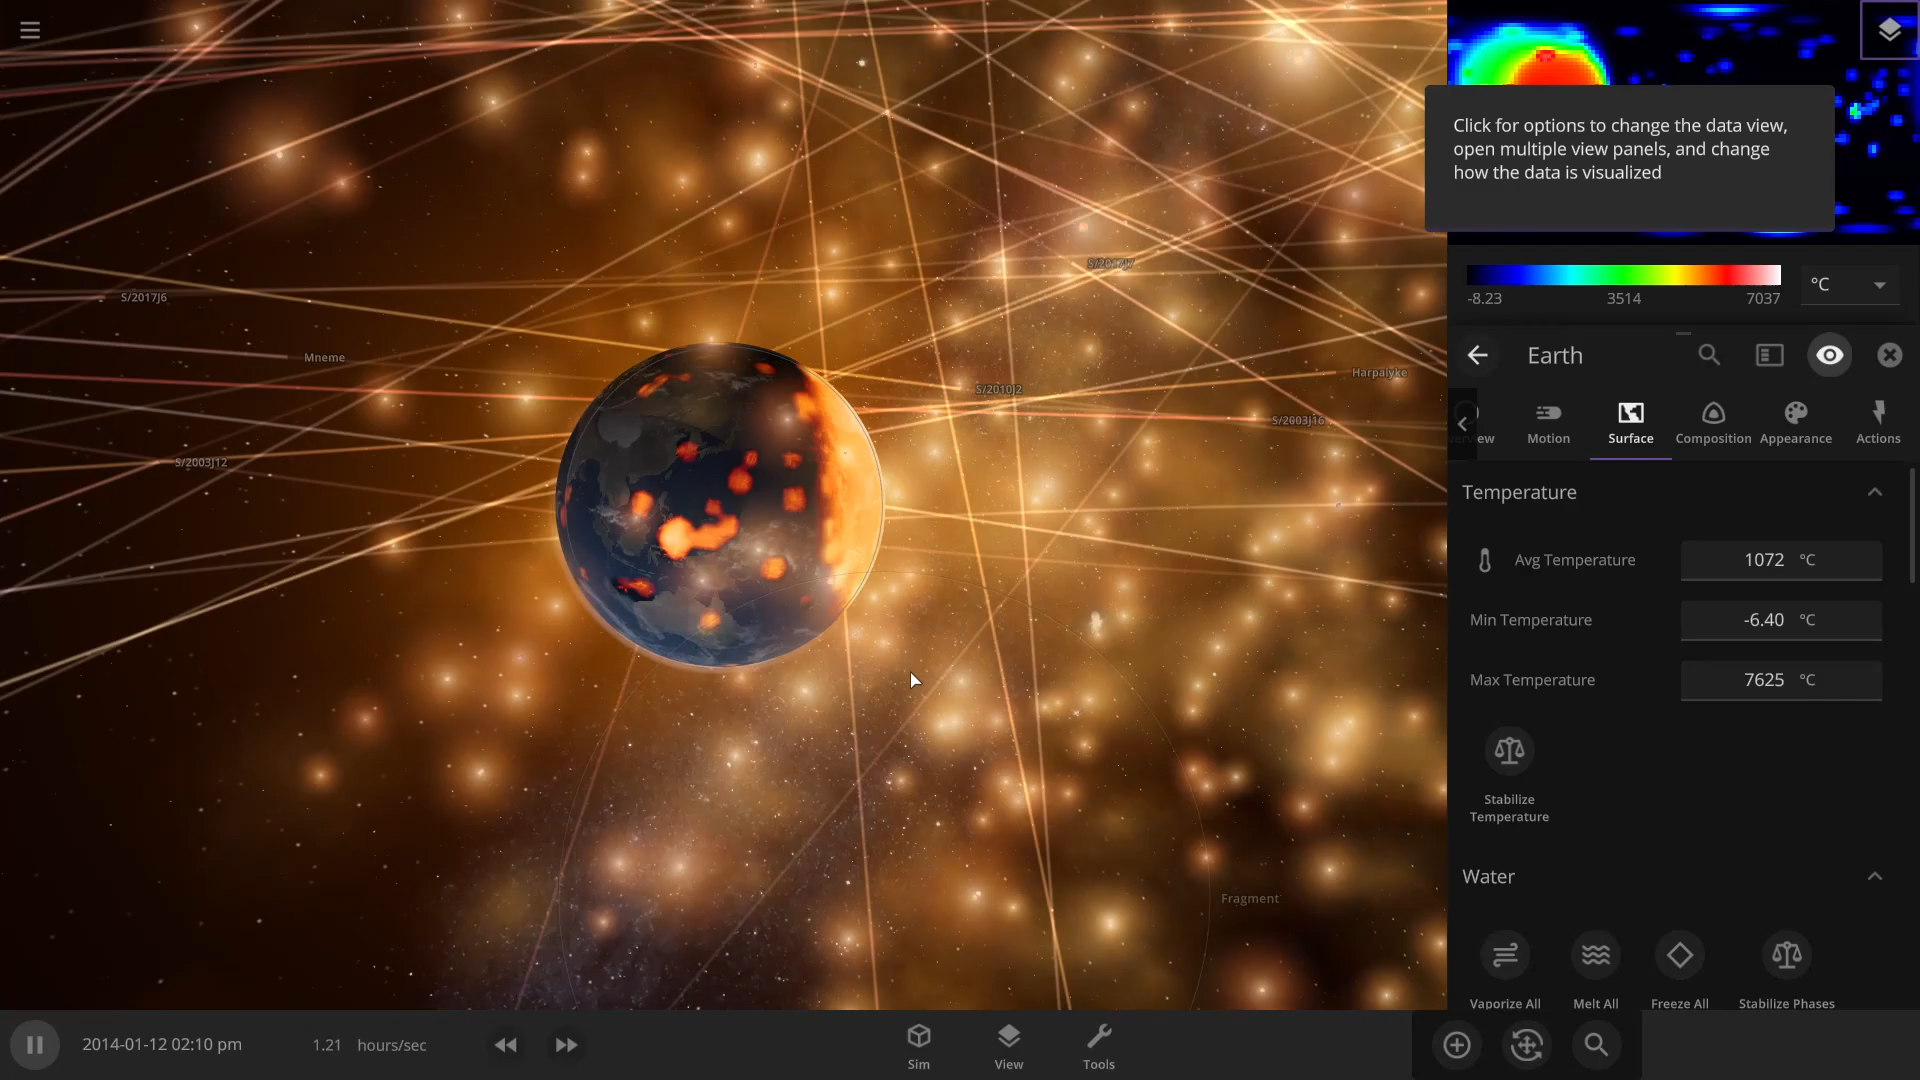 Click for options to change the data view,
open multiple view panels, and change
how the data is visualized
-8.23 3514 7037 °C
Earth
verview Motion Surface Composition Appearance Actions
Temperature
Avg Temperature 1072 °C
Min Temperature -6.40 °C
Max Temperature 7625 °C
Stabilize
Temperature
Water
Vaporize All Melt All Freeze All Stabilize Phases
S/2017J7
S/2017J6
Mneme
Harpalyke
S/2010J2
S/2003J16
S/2003J12
Fragment
2014-01-12 02:10 pm 1.21 hours/sec
Sim View Tools